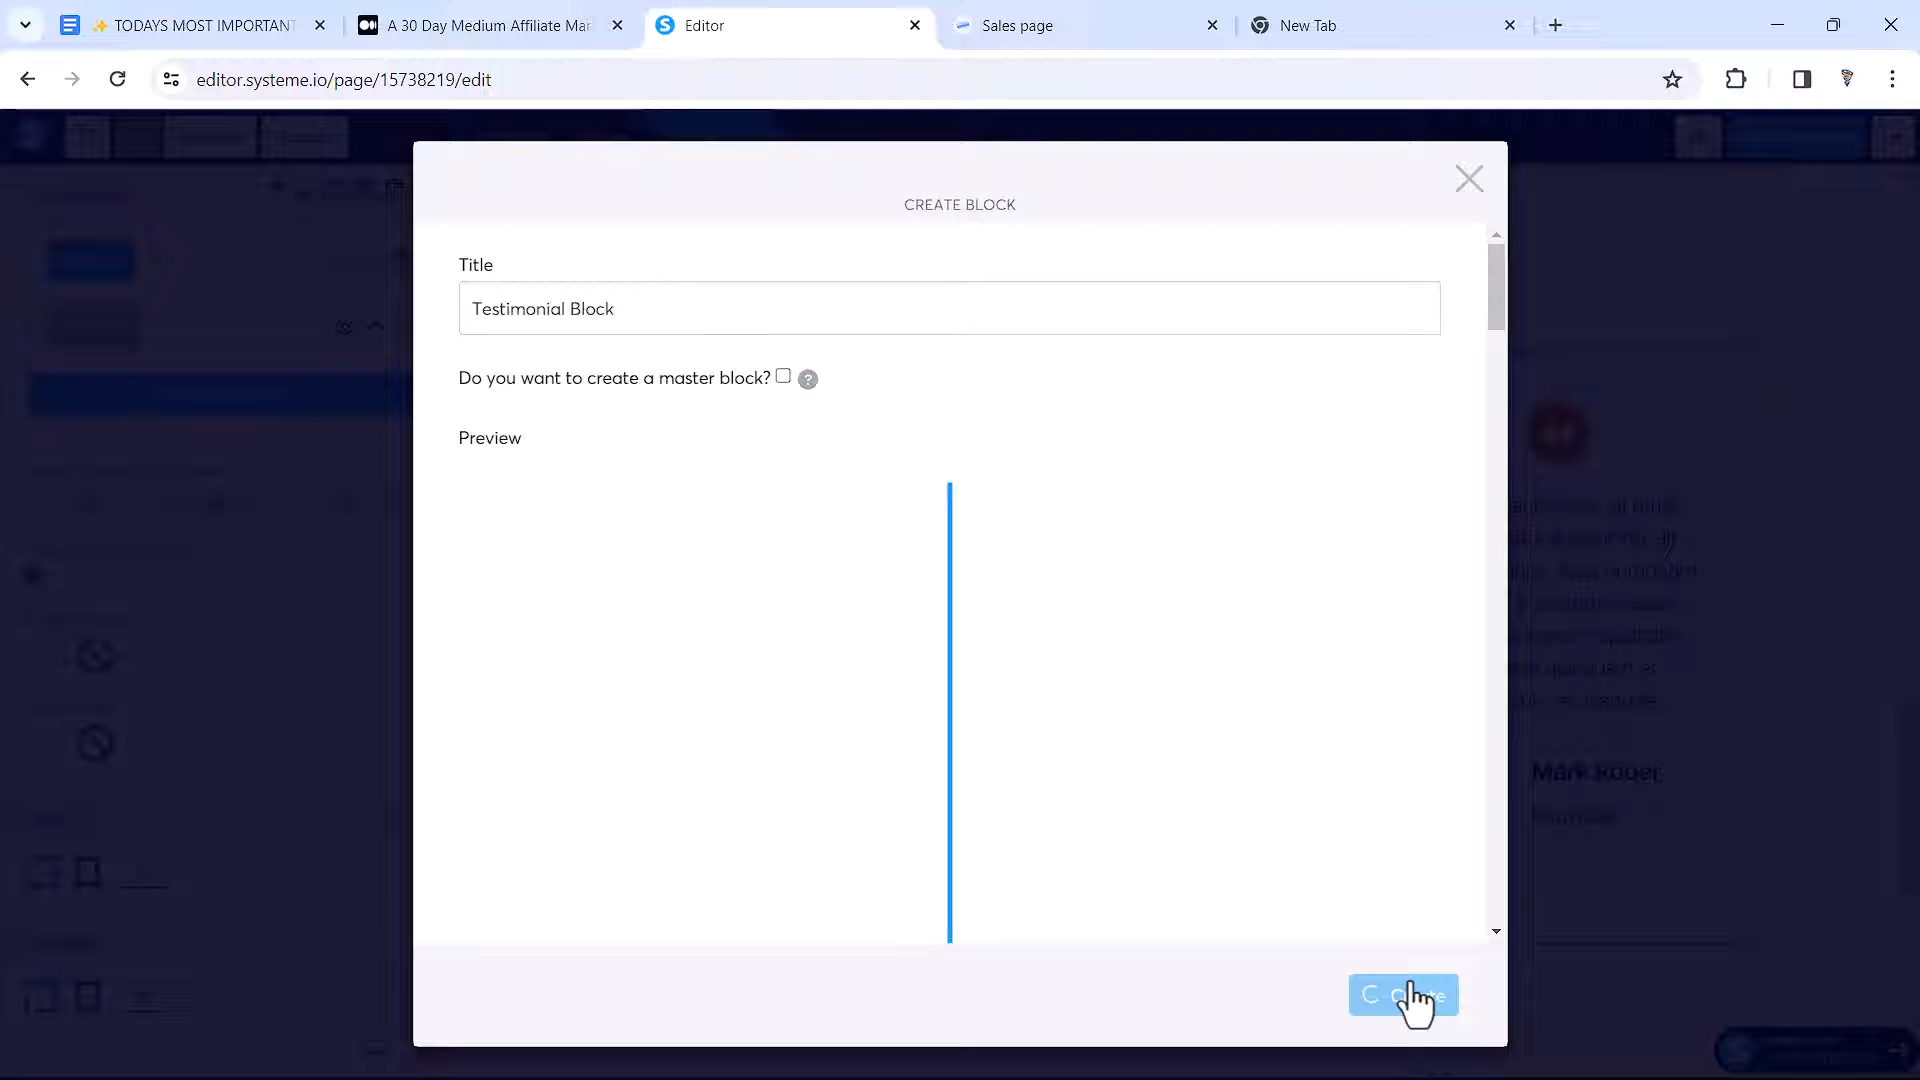 ✨ TODAYS MOST IMPORTANT
A 30 Day Medium Affiliate Mar
Editor
Sales page
New Tab
editor.systeme.io/page/15738219/edit
CREATE BLOCK
Title
Testimonial Block
Do you want to create a master block?
?
Preview
Create
Mark Rober